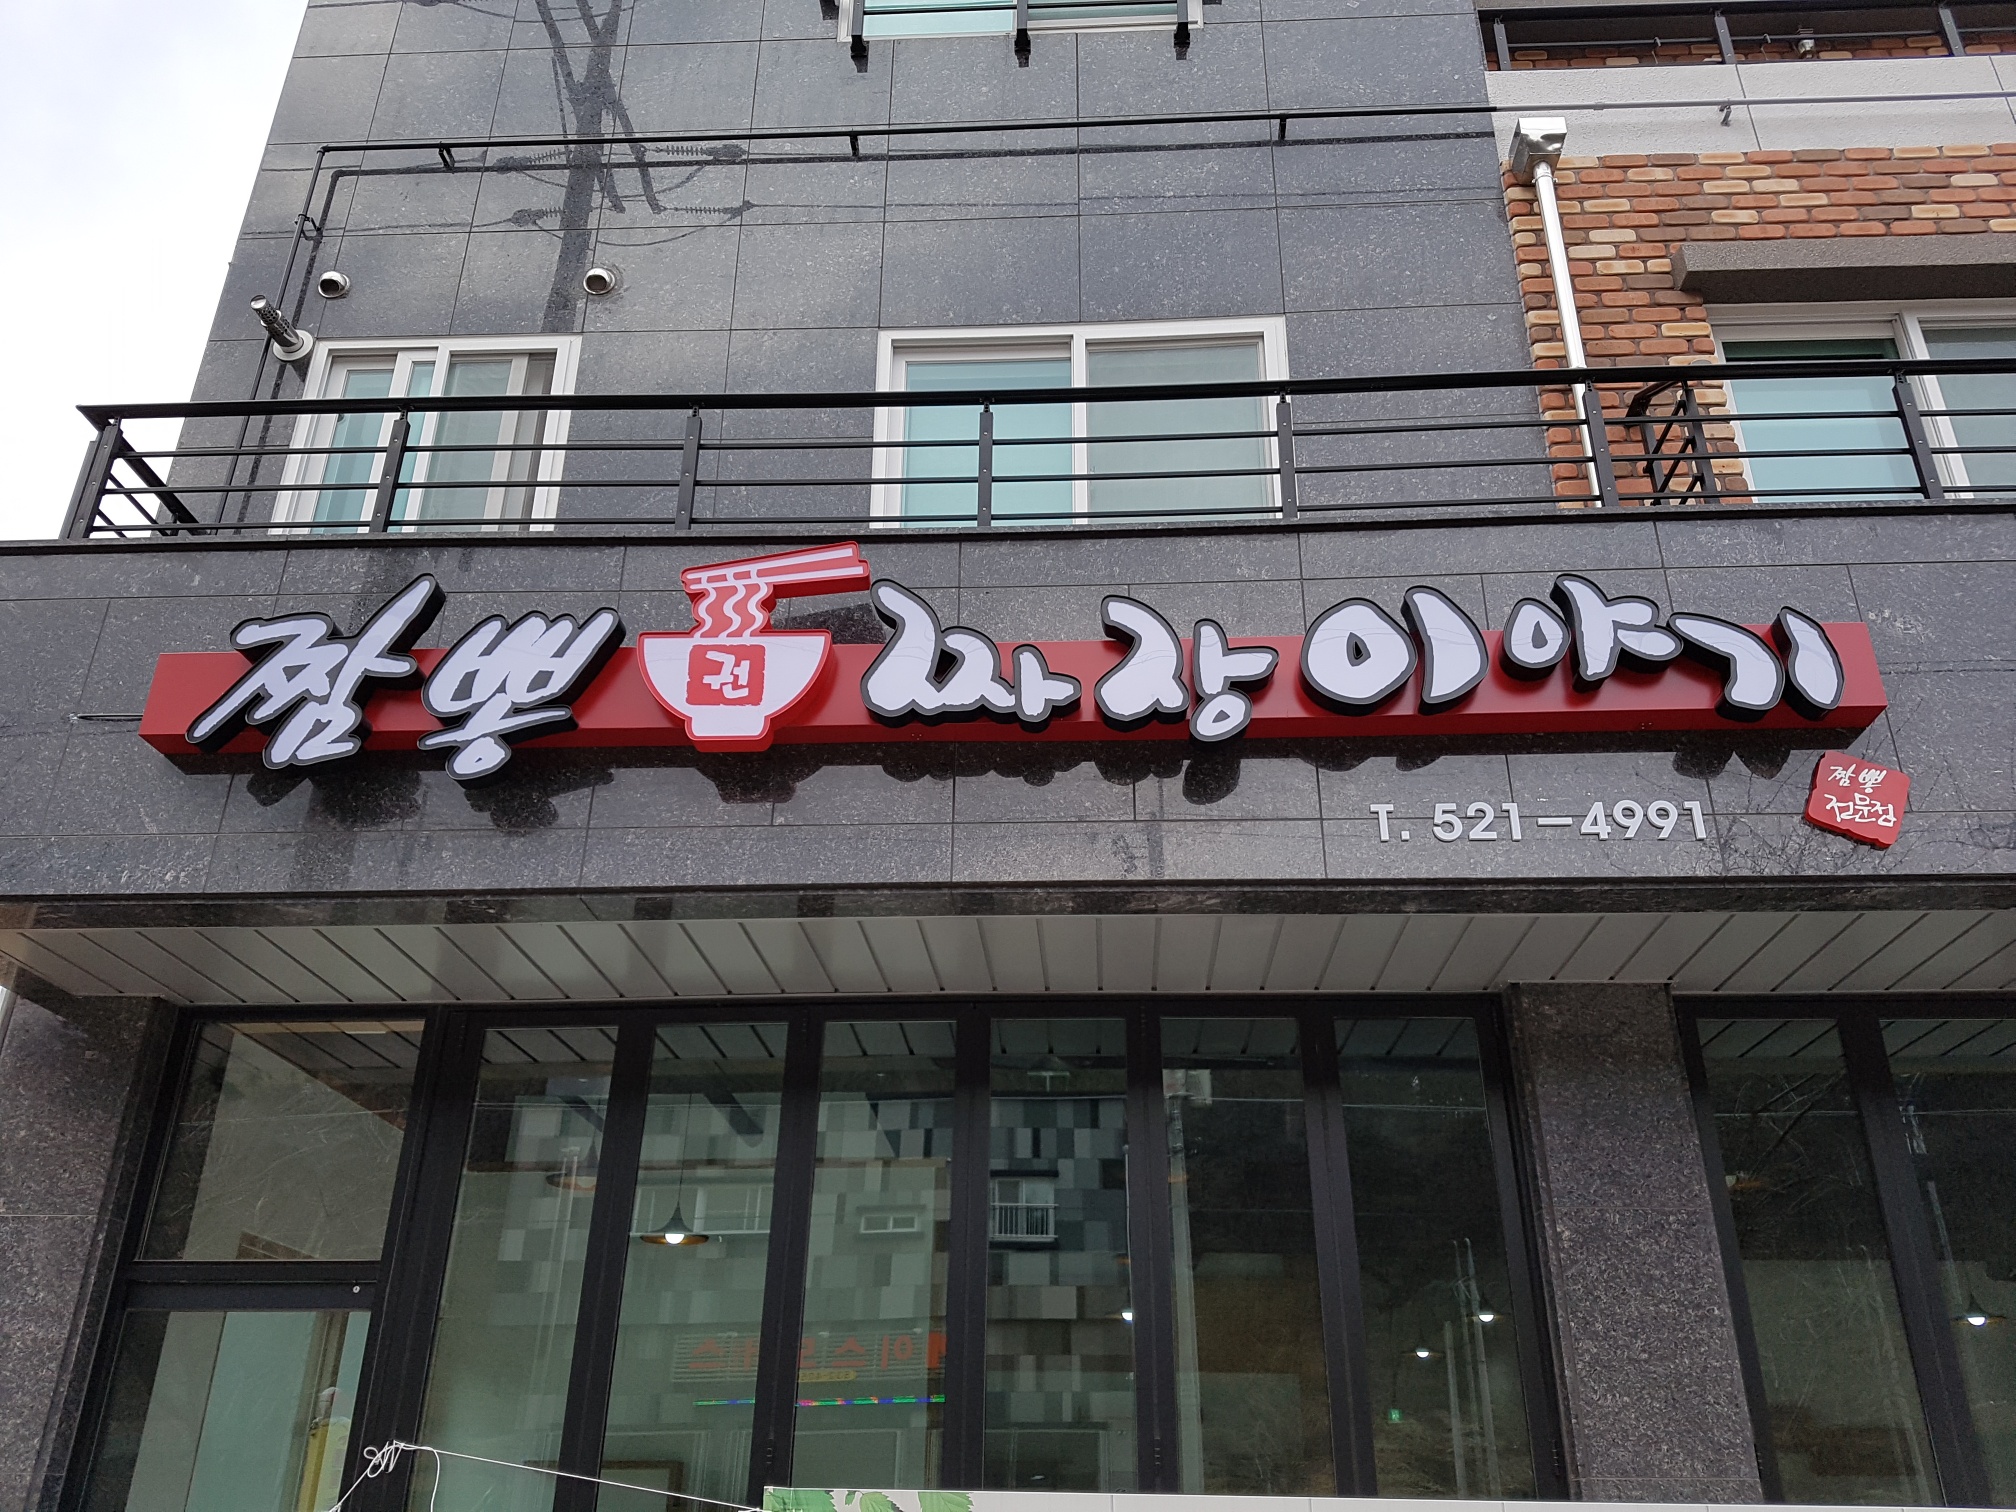 짬뽕 권 짜장이야기
T. 521-4991
짬뽕
전문점